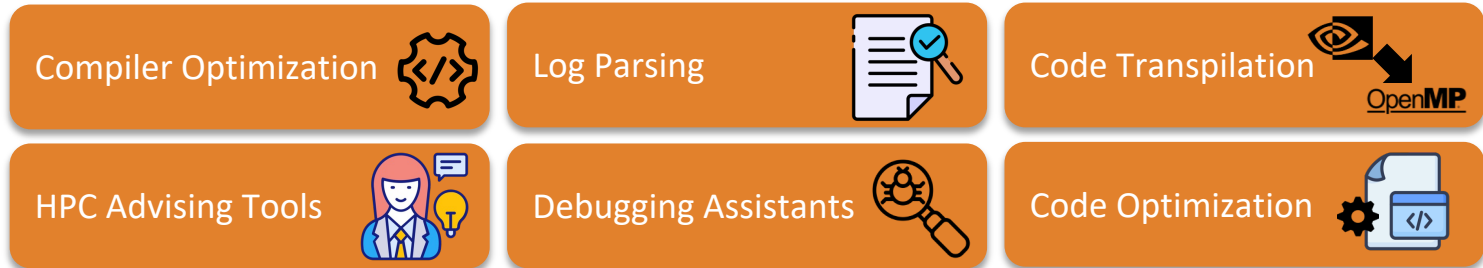 Compiler Optimization
</>
Log Parsing
Code Transpilation
OpenMP
HPC Advising Tools
Debugging Assistants
Code Optimization
</>